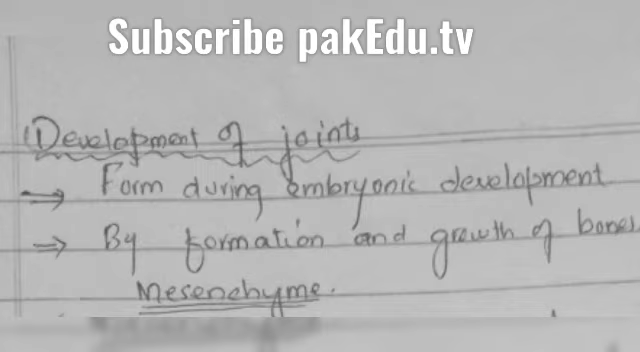 Subscribe pakEdu.tv
Development of joints
⇒ Form during embryonic development
⇒ By formation and growth of bones
Mesenchyme.